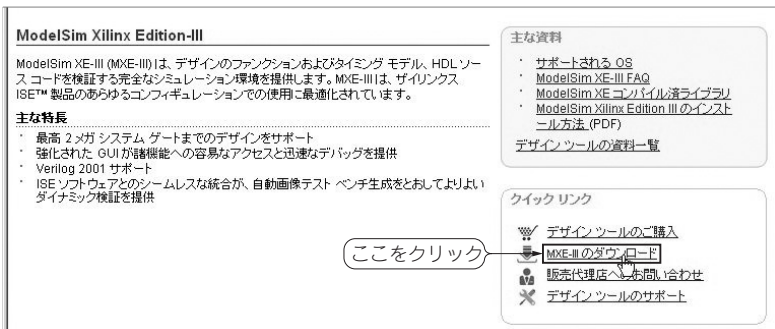 ModelSim Xilinx Edition-III
ModelSim XE-III (MXE-III) は、デザインのファンクションおよびタイミング モデル、HDL ソー
ス コードを検証する完全なシミュレーション環境を提供します。MXE-IIIは、ザイリンクス
ISE™ 製品のあらゆるコンフィギュレーションでの使用に最適化されています。
主な特長
・ 最高 2 メガ システム ゲートまでのデザインをサポート
・ 強化された GUI が諸機能への容易なアクセスと迅速なデバッグを提供
・ Verilog 2001 サポート
・ ISE ソフトウェアとのシームレスな統合が、自動画像テスト ベンチ生成をとおしてよりよい
ダイナミック検証を提供
主な資料
・ サポートされる OS
・ ModelSim XE-III FAQ
・ ModelSim XE コンパイル済ライブラリ
・ ModelSim Xilinx Edition III のインスト
ール方法 (PDF)
デザイン ツールの資料一覧
クイック リンク
デザイン ツールのご購入
ここをクリック
MXE-III のダウンロード
販売代理店へのお問い合わせ
デザイン ツールのサポート